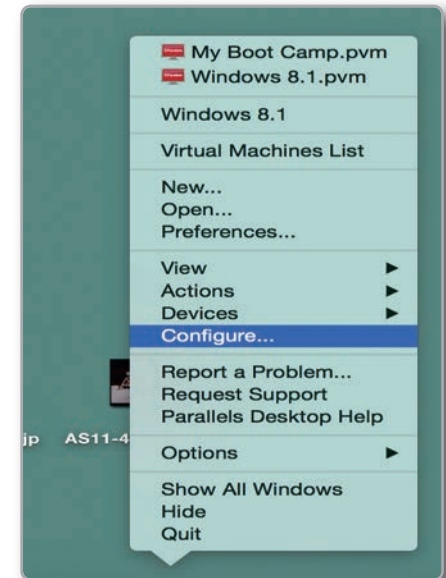 My Boot Camp.pvm
Windows 8.1.pvm
Windows 8.1
Virtual Machines List
New...
Open...
Preferences...
View
Actions
Devices
Configure...
Report a Problem...
Request Support
Parallels Desktop Help
jp AS11-4
Options
Show All Windows
Hide
Quit